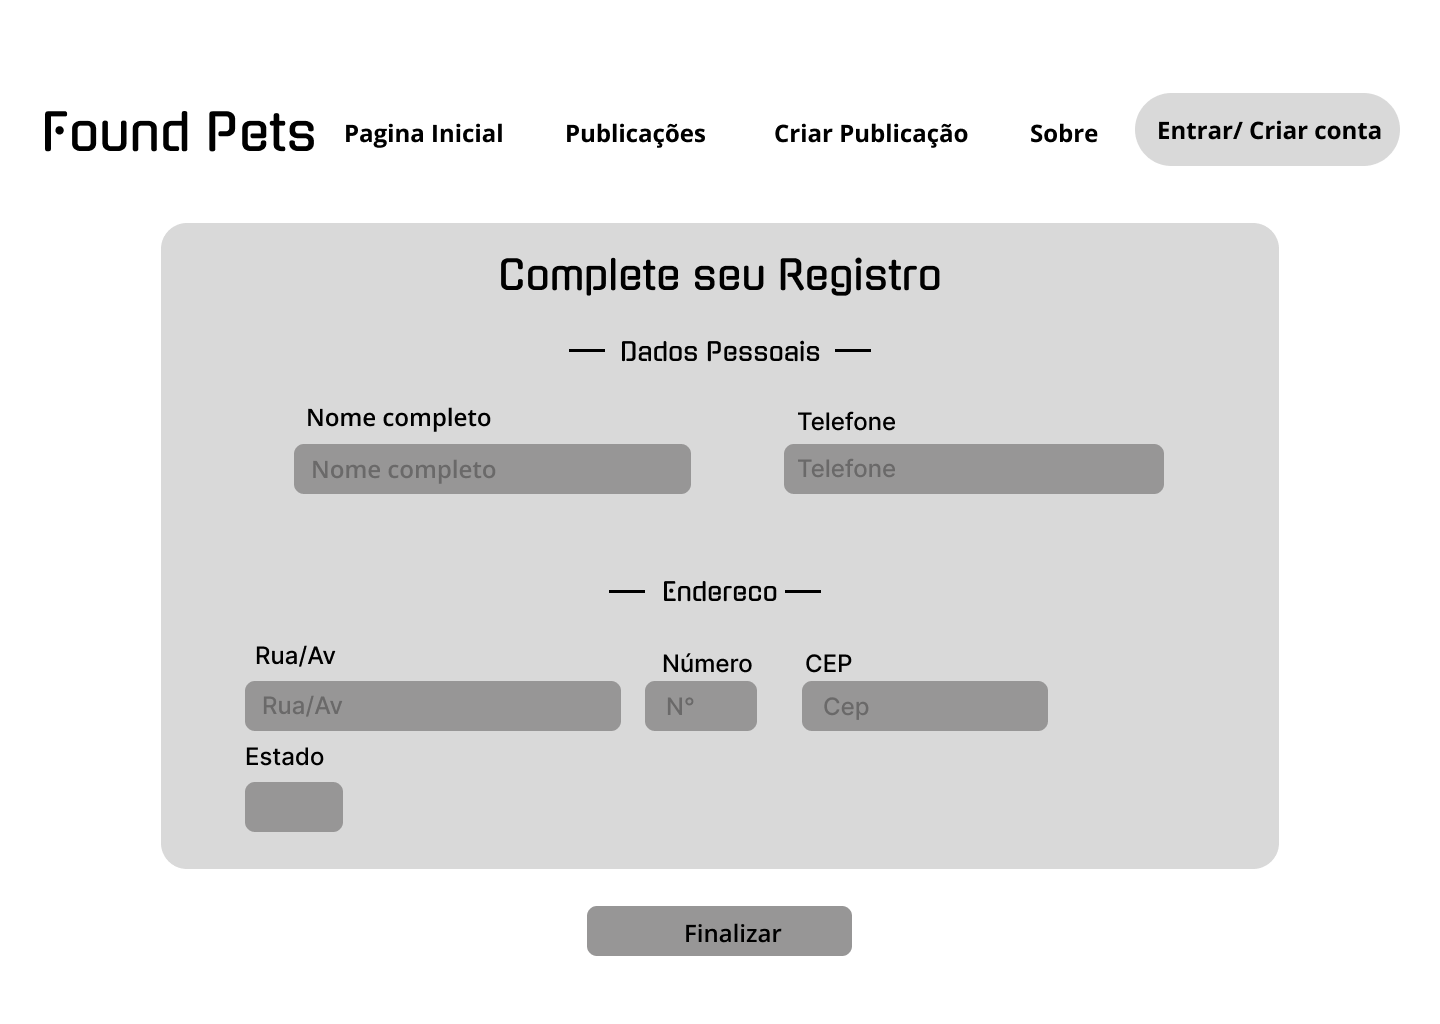 Found Pets Pagina Inicial Publicações Criar Publicação Sobre Entrar/ Criar conta
Complete seu Registro
Dados Pessoais
Nome completo Telefone
Nome completo Telefone
Endereco
Rua/Av Número CEP
Rua/Av N° Cep
Estado
Finalizar